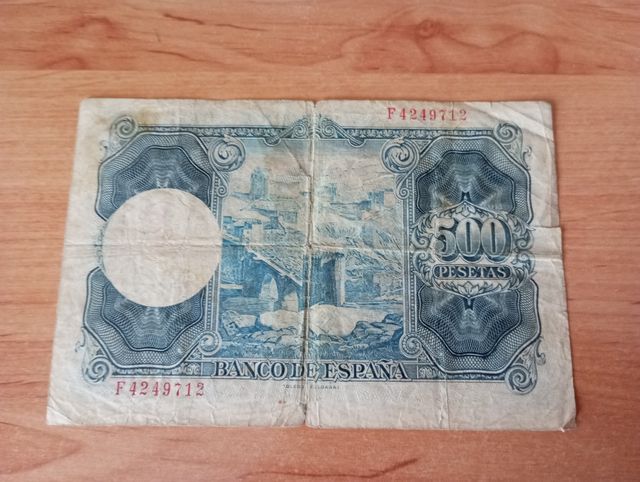 F4249712
500
PESETAS
BANCO DE ESPAÑA
F4249712